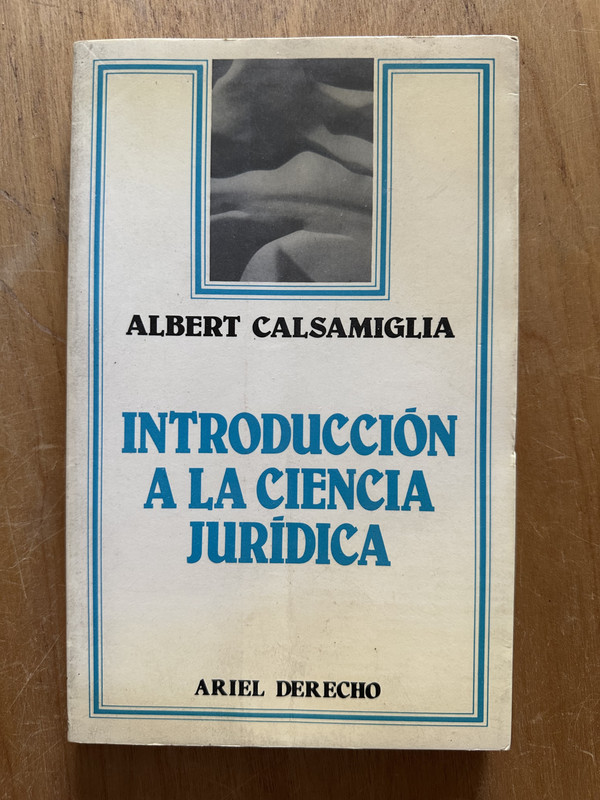 ALBERT CALSAMIGLIA
INTRODUCCIÓN
A LA CIENCIA
JURÍDICA
ARIEL DERECHO